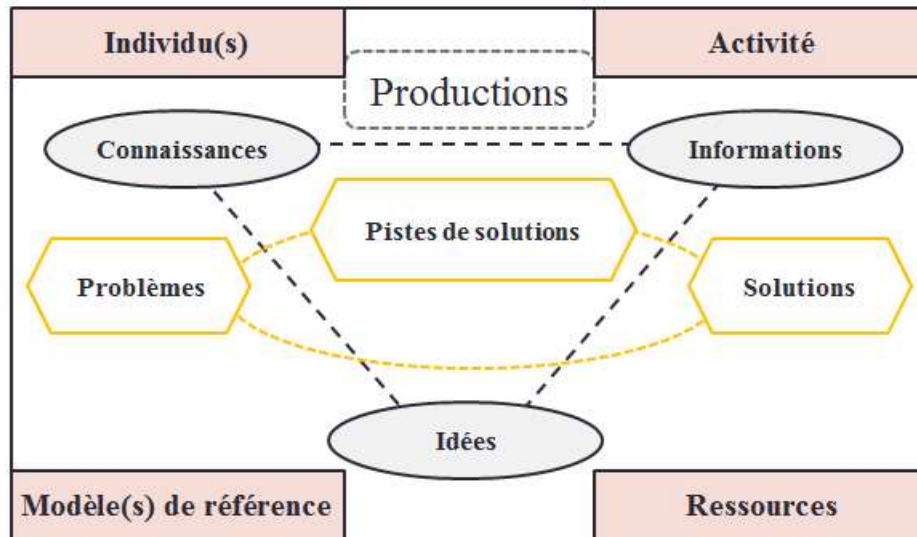 Individu(s)
Activité
Productions
Connaissances
Informations
Pistes de solutions
Problèmes
Solutions
Idées
Modèle(s) de référence
Ressources